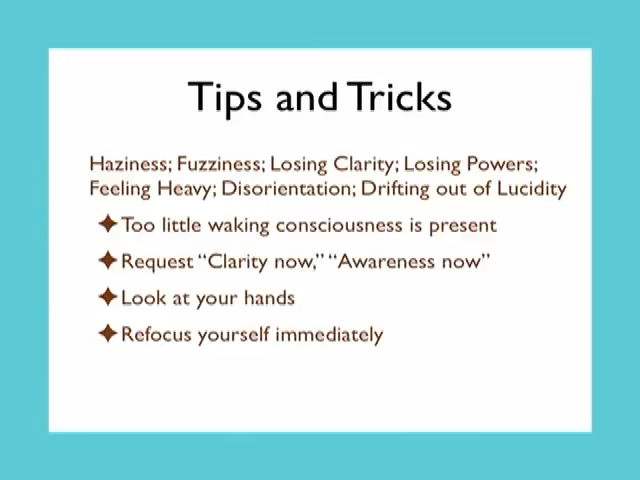 Tips and Tricks
Haziness; Fuzziness; Losing Clarity; Losing Powers;
Feeling Heavy; Disorientation; Drifting out of Lucidity
✦Too little waking consciousness is present
✦Request “Clarity now,” “Awareness now”
✦Look at your hands
✦Refocus yourself immediately